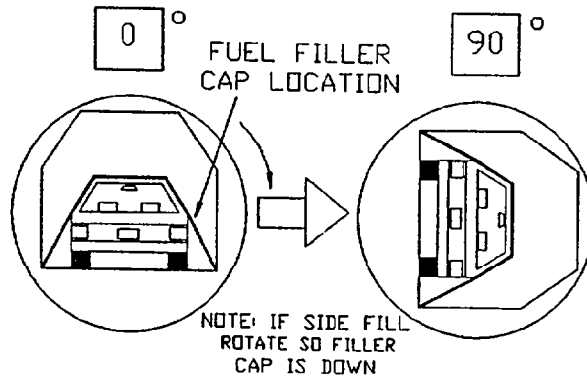 0°
90°
FUEL FILLER
CAP LOCATION
NOTE: IF SIDE FILL
ROTATE SO FILLER
CAP IS DOWN